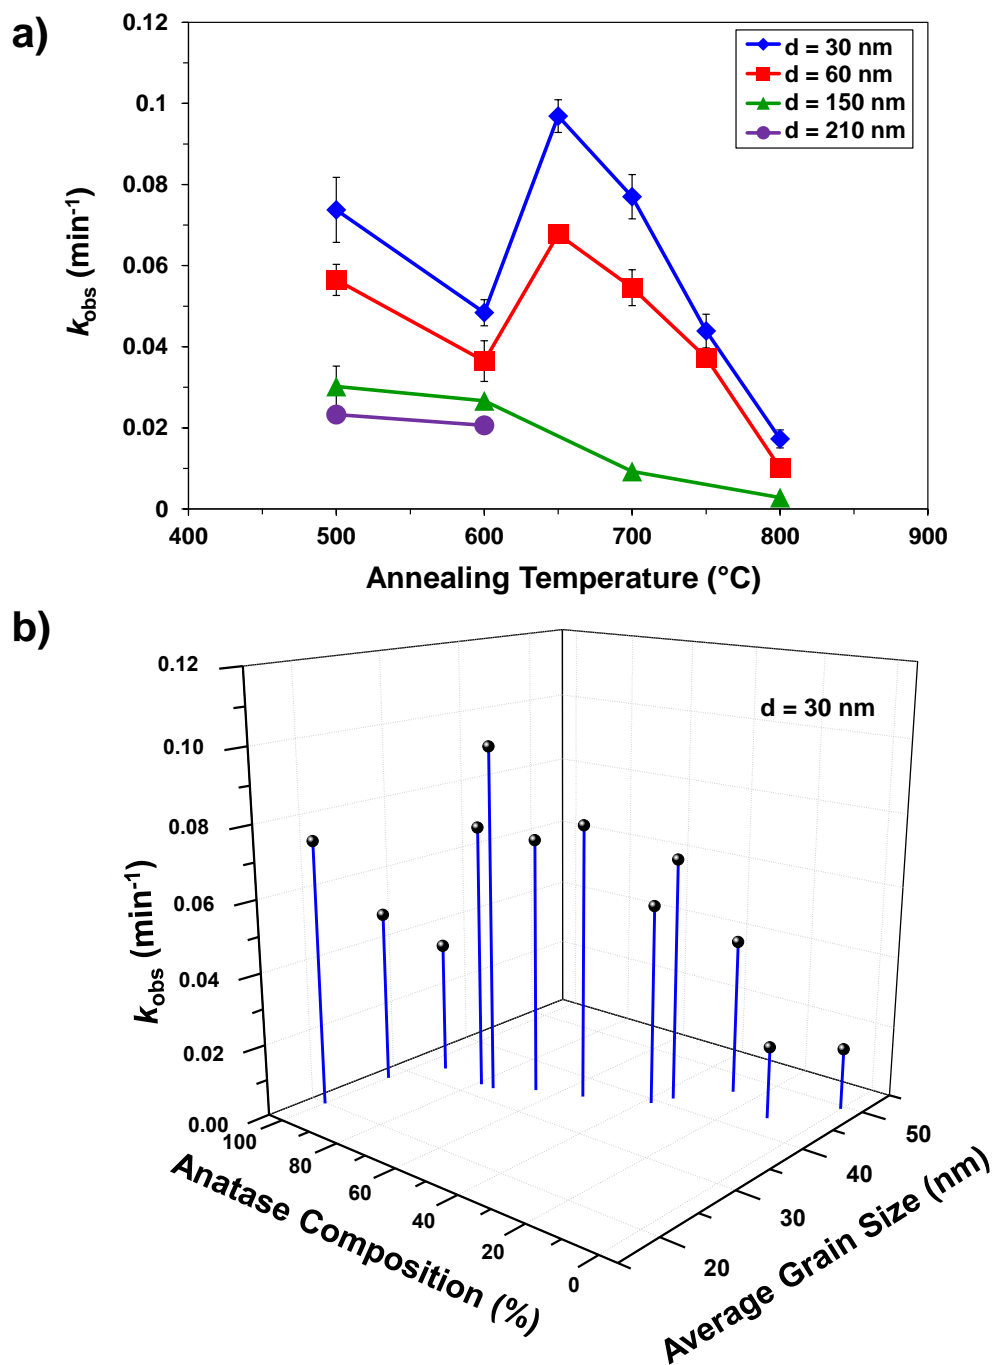 a)
0.12
0.1
0.08
0.06
0.04
0.02
0
k_obs (min⁻¹)
d = 30 nm
d = 60 nm
d = 150 nm
d = 210 nm
400 500 600 700 800 900
Annealing Temperature (°C)
b)
d = 30 nm
0.12
0.10
0.08
0.06
0.04
0.02
0.00
k_obs (min⁻¹)
100 80 60 40 20 0
Anatase Composition (%)
20 30 40 50
Average Grain Size (nm)